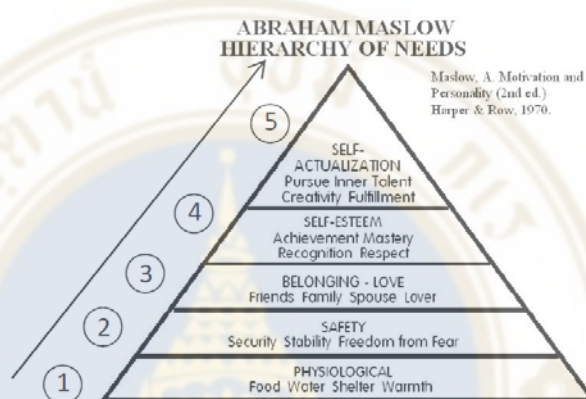 ABRAHAM MASLOW
HIERARCHY OF NEEDS
Maslow, A. Motivation and
Personality (2nd ed.)
Harper & Row, 1970.
5
SELF-
ACTUALIZATION
Pursue Inner Talent
Creativity Fulfillment
4
SELF-ESTEEM
Achievement Mastery
Recognition Respect
3
BELONGING - LOVE
Friends Family Spouse Lover
2
SAFETY
Security Stability Freedom from Fear
1
PHYSIOLOGICAL
Food Water Shelter Warmth